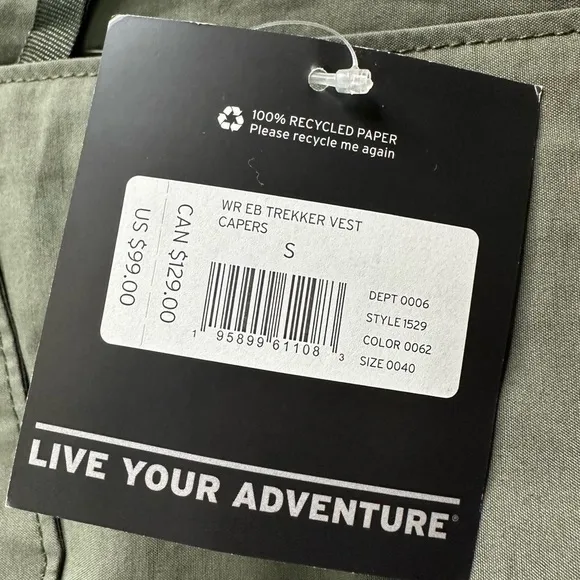 100% RECYCLED PAPER
Please recycle me again
WR EB TREKKER VEST
CAPERS
S
US $99.00
CAN $129.00
1 95899 61108 3
DEPT 0006
STYLE 1529
COLOR 0062
SIZE 0040
LIVE YOUR ADVENTURE®